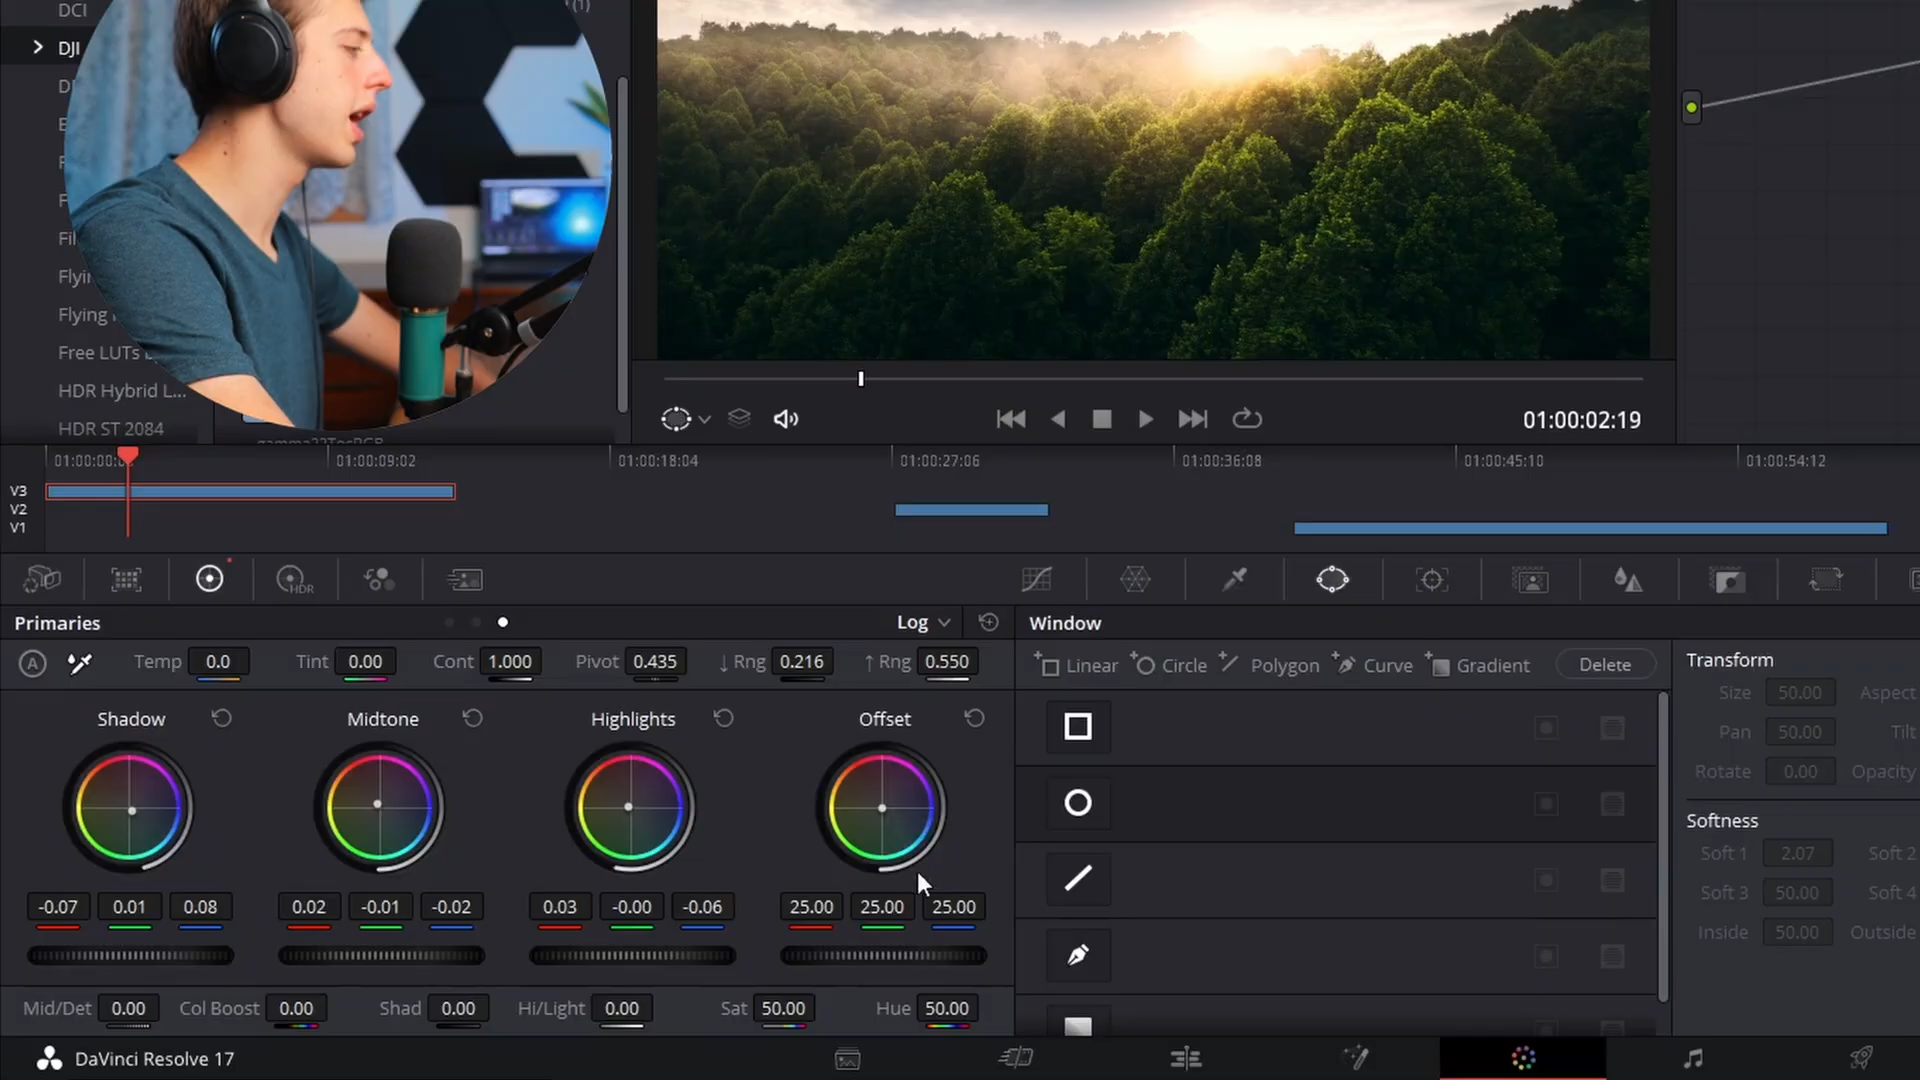 DCI
(1)
DJI
Flying
Free LUTs
HDR Hybrid L...
HDR ST 2084
01:00:02:19
01:00:09:02
01:00:18:04
01:00:27:06
01:00:36:08
01:00:45:10
01:00:54:12
V3
V2
V1
HDR
Primaries
Log
Window
A
Temp 0.0 Tint 0.00 Cont 1.000 Pivot 0.435 ↓ Rng 0.216 ↑ Rng 0.550
Linear Circle Polygon Curve Gradient Delete
Transform
Size 50.00 Aspect
Pan 50.00 Tilt
Rotate 0.00 Opacity
Softness
Soft 1 2.07 Soft 2
Soft 3 50.00 Soft 4
Inside 50.00 Outside
Shadow Midtone Highlights Offset
-0.07 0.01 0.08 0.02 -0.01 -0.02 0.03 -0.00 -0.06 25.00 25.00 25.00
Mid/Det 0.00 Col Boost 0.00 Shad 0.00 Hi/Light 0.00 Sat 50.00 Hue 50.00
DaVinci Resolve 17